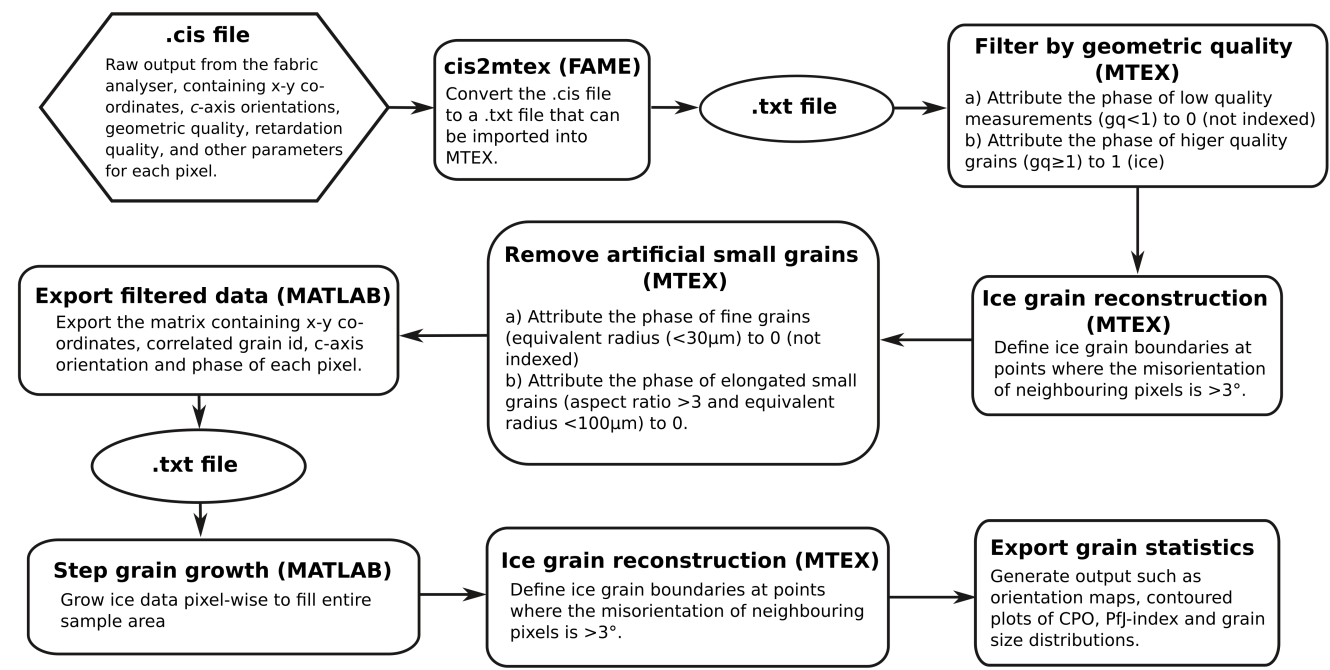 .cis file
Raw output from the fabric
analyser, containing x-y co-
ordinates, c-axis orientations,
geometric quality, retardation
quality, and other parameters
for each pixel.
cis2mtex (FAME)
Convert the .cis file
to a .txt file that can
be imported into
MTEX.
.txt file
Filter by geometric quality
(MTEX)
a) Attribute the phase of low quality
measurements (gq<1) to 0 (not indexed)
b) Attribute the phase of higer quality
grains (gq≥1) to 1 (ice)
Ice grain reconstruction
(MTEX)
Define ice grain boundaries at
points where the misorientation
of neighbouring pixels is >3°.
Remove artificial small grains
(MTEX)
a) Attribute the phase of fine grains
(equivalent radius (<30μm) to 0 (not
indexed)
b) Attribute the phase of elongated small
grains (aspect ratio >3 and equivalent
radius <100μm) to 0.
Export filtered data (MATLAB)
Export the matrix containing x-y co-
ordinates, correlated grain id, c-axis
orientation and phase of each pixel.
.txt file
Step grain growth (MATLAB)
Grow ice data pixel-wise to fill entire
sample area
Ice grain reconstruction (MTEX)
Define ice grain boundaries at points
where the misorientation of neighbouring
pixels is >3°.
Export grain statistics
Generate output such as
orientation maps, contoured
plots of CPO, PfJ-index and grain
size distributions.